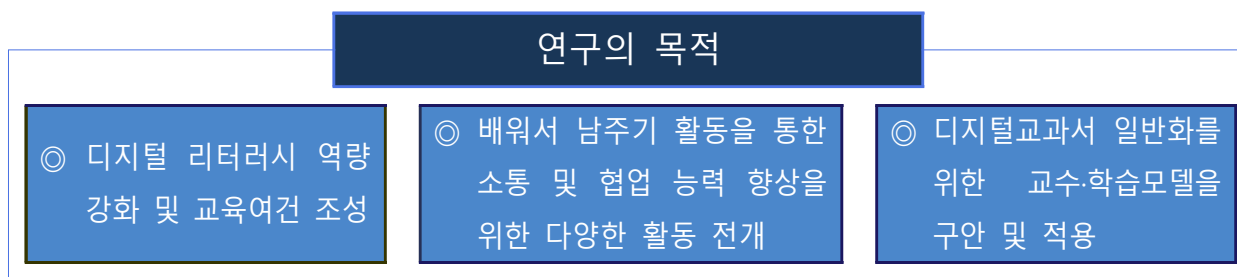 연구의 목적
◎ 디지털 리터러시 역량
강화 및 교육여건 조성
◎ 배워서 남주기 활동을 통한
소통 및 협업 능력 향상을
위한 다양한 활동 전개
◎ 디지털교과서 일반화를
위한 교수·학습모델을
구안 및 적용